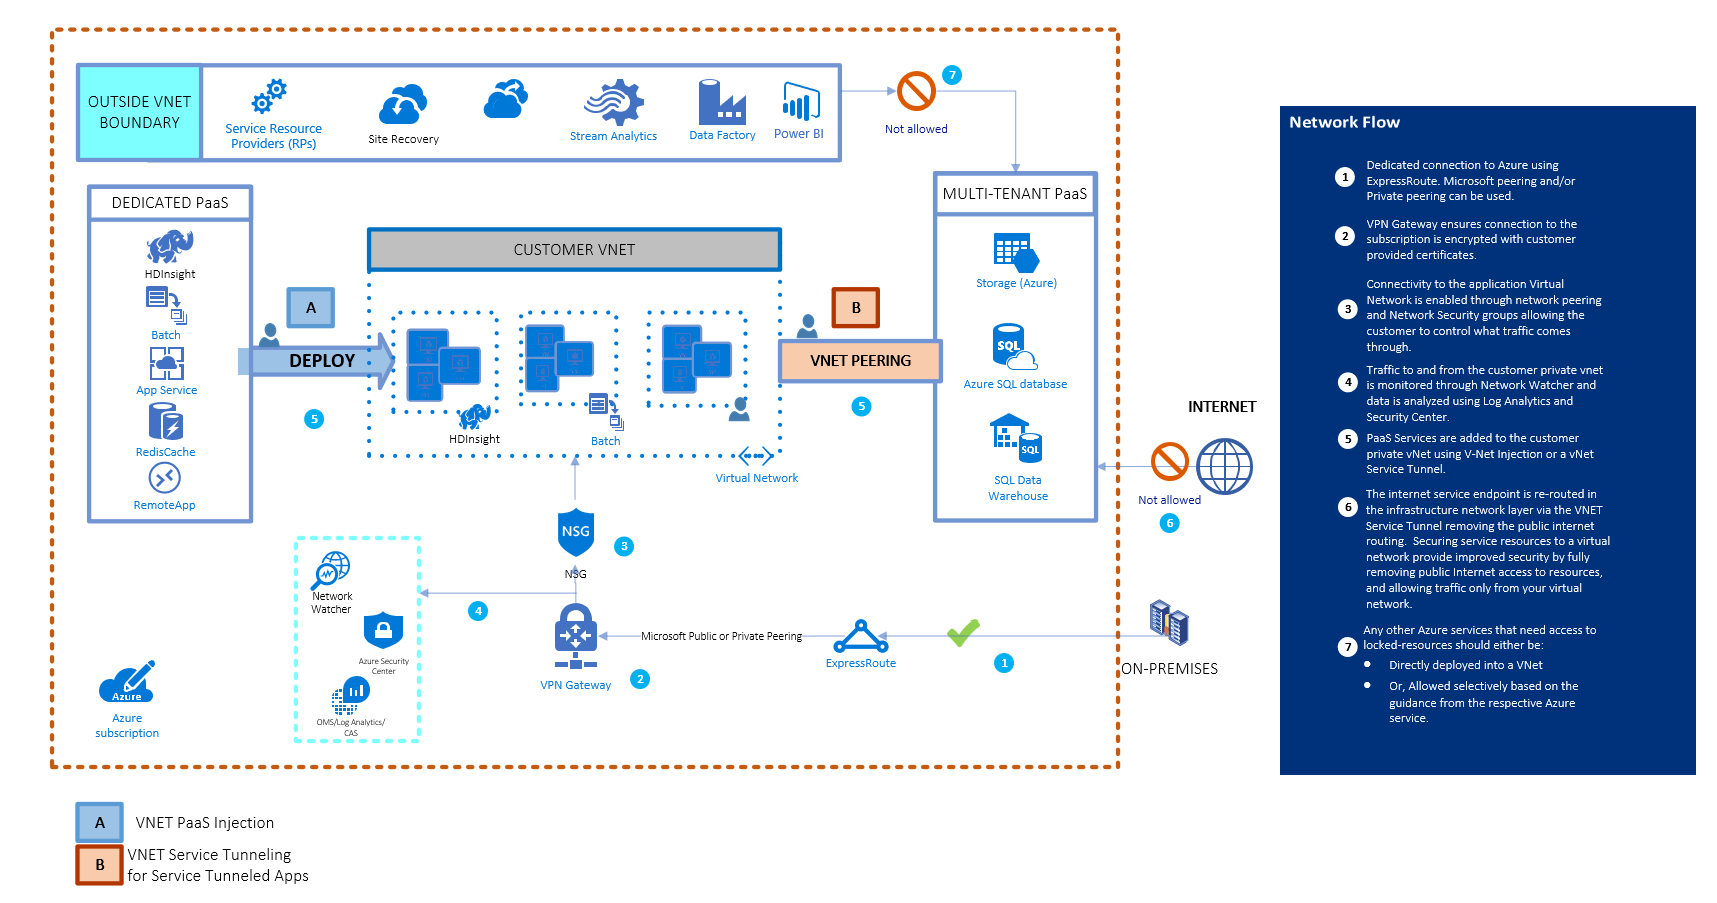 OUTSIDE VNET
BOUNDARY
Service Resource
Providers (RPs)
Site Recovery
Stream Analytics
Data Factory
Power BI
7
Not allowed
DEDICATED PaaS
HDInsight
Batch
App Service
RedisCache
RemoteApp
A
DEPLOY
5
CUSTOMER VNET
HDInsight
Batch
Virtual Network
B
VNET PEERING
5
MULTI-TENANT PaaS
Storage (Azure)
SQL
Azure SQL database
SQL
SQL Data
Warehouse
INTERNET
Not allowed
6
NSG
3
NSG
4
Network
Watcher
Azure Security
Center
OMS/Log Analytics/
CAS
VPN Gateway
2
Microsoft Public or Private Peering
ExpressRoute
1
ON-PREMISES
Azure
Azure
subscription
A
VNET PaaS Injection
B
VNET Service Tunneling
for Service Tunneled Apps
Network Flow
1
Dedicated connection to Azure using
ExpressRoute. Microsoft peering and/or
Private peering can be used.
2
VPN Gateway ensures connection to the
subscription is encrypted with customer
provided certificates.
3
Connectivity to the application Virtual
Network is enabled through network peering
and Network Security groups allowing the
customer to control what traffic comes
through.
4
Traffic to and from the customer private vnet
is monitored through Network Watcher and
data is analyzed using Log Analytics and
Security Center.
5
PaaS Services are added to the customer
private vNet using V-Net Injection or a vNet
Service Tunnel.
6
The internet service endpoint is re-routed in
the infrastructure network layer via the VNET
Service Tunnel removing the public internet
routing. Securing service resources to a virtual
network provide improved security by fully
removing public Internet access to resources,
and allowing traffic only from your virtual
network.
7
Any other Azure services that need access to
locked-resources should either be:
• Directly deployed into a VNet
• Or, Allowed selectively based on the
guidance from the respective Azure
service.